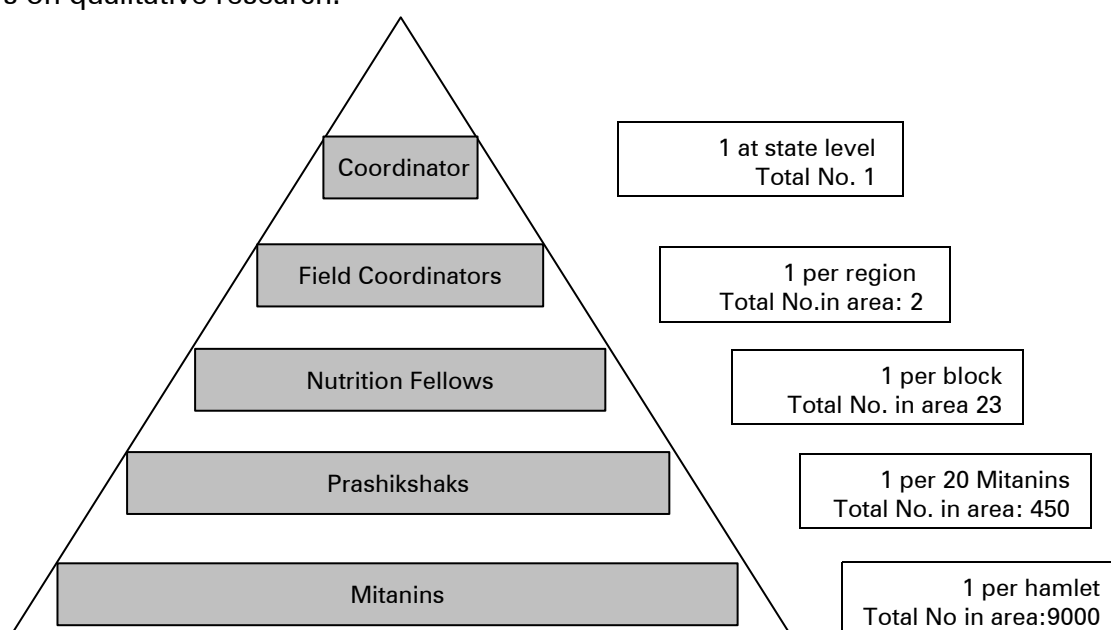 s on qualitative research.
Coordinator
1 at state level
Total No. 1
Field Coordinators
1 per region
Total No.in area: 2
Nutrition Fellows
1 per block
Total No. in area 23
Prashikshaks
1 per 20 Mitanins
Total No. in area: 450
Mitanins
1 per hamlet
Total No in area:9000